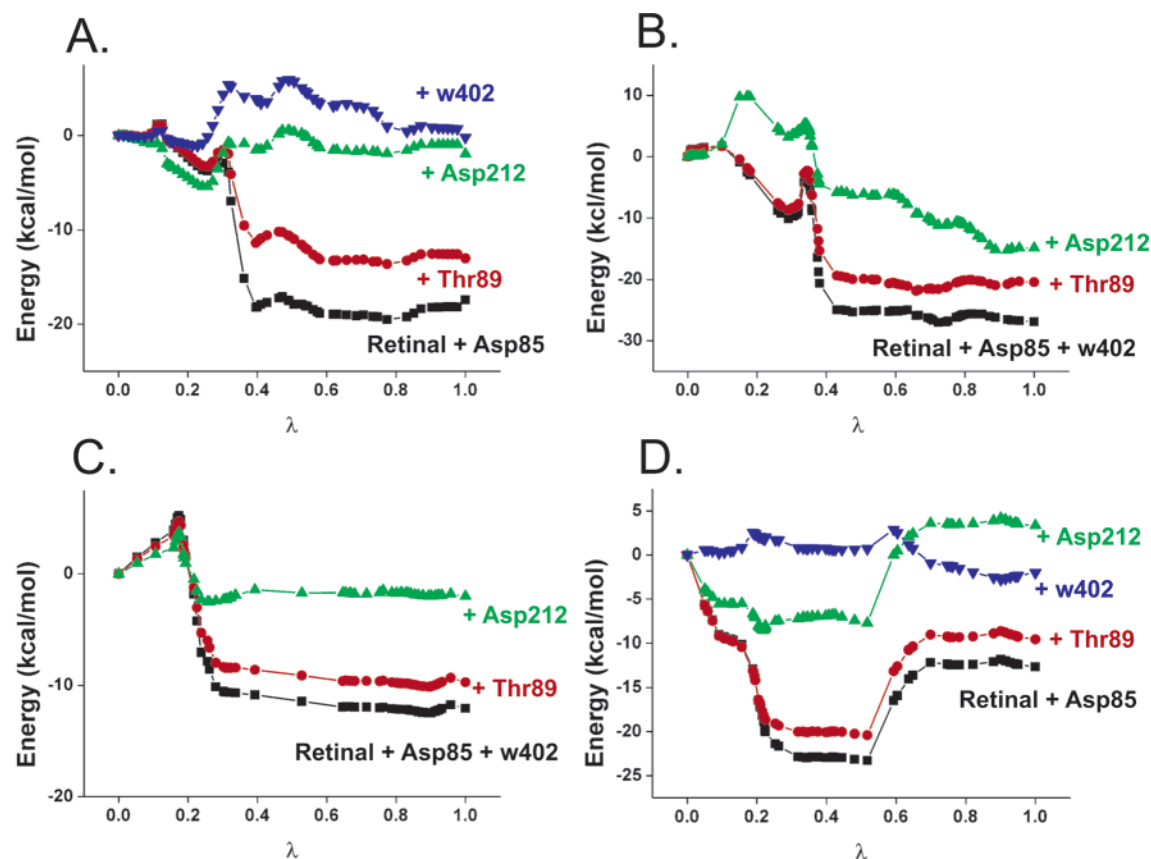 A.
Energy (kcal/mol)
0
-10
-20
+ w402
+ Asp212
+ Thr89
Retinal + Asp85
0.0 0.2 0.4 0.6 0.8 1.0
λ
B.
Energy (kcl/mol)
10
0
-10
-20
-30
+ Asp212
+ Thr89
Retinal + Asp85 + w402
0.0 0.2 0.4 0.6 0.8 1.0
λ
C.
Energy (kcal/mol)
0
-10
-20
+ Asp212
+ Thr89
Retinal + Asp85 + w402
0.0 0.2 0.4 0.6 0.8 1.0
λ
D.
Energy (kcal/mol)
5
0
-5
-10
-15
-20
-25
+ Asp212
+ w402
+ Thr89
Retinal + Asp85
0.0 0.2 0.4 0.6 0.8 1.0
λ